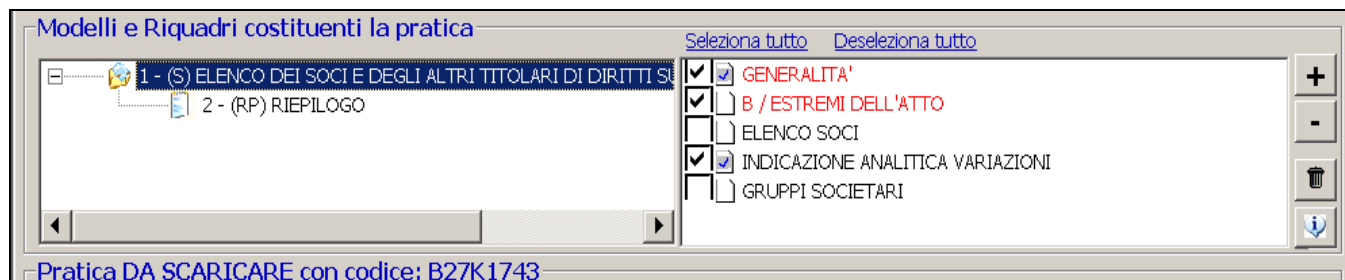 Modelli e Riquadri costituenti la pratica
Seleziona tutto Deseleziona tutto
1 - (S) ELENCO DEI SOCI E DEGLI ALTRI TITOLARI DI DIRITTI SU
2 - (RP) RIEPILOGO
GENERALITA'
B / ESTREMI DELL'ATTO
ELENCO SOCI
INDICAZIONE ANALITICA VARIAZIONI
GRUPPI SOCIETARI
+
-
Pratica DA SCARICARE con codice: B27K1743